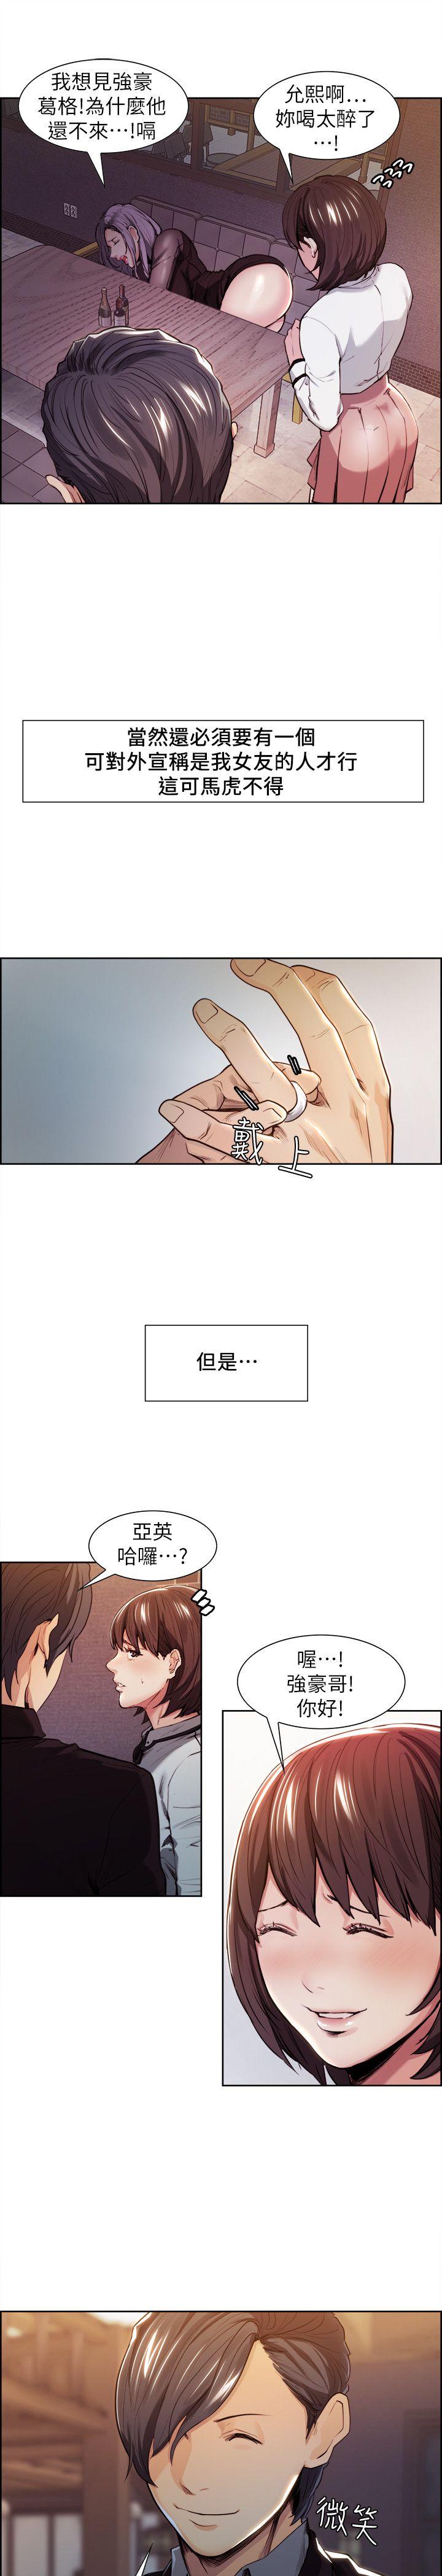 我想見強豪
葛格!為什麼他
還不來…!嗝
允熙啊...
妳喝太醉了
…!
當然還必須要有一個
可對外宣稱是我女友的人才行
這可馬虎不得
戴上
但是…
亞英
哈囉…?
喔…!
強豪哥!
你好!
微笑